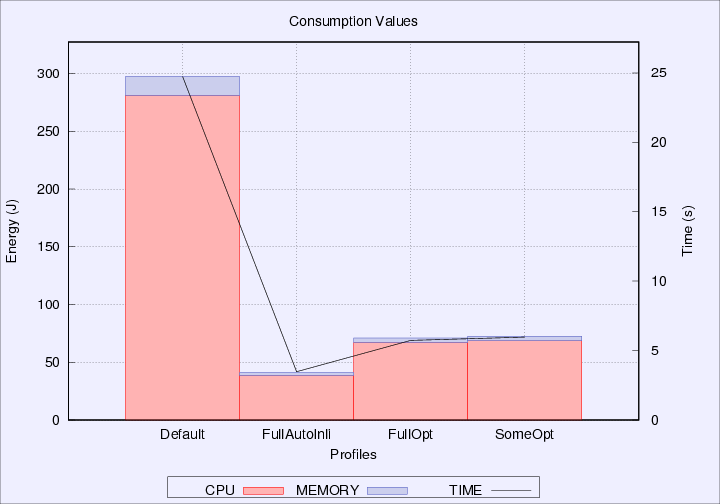 Consumption Values
300
250
200
150
100
50
0
Energy (J)
25
20
15
10
5
0
Time (s)
Default FullAutoInli FullOpt SomeOpt
Profiles
CPU MEMORY TIME